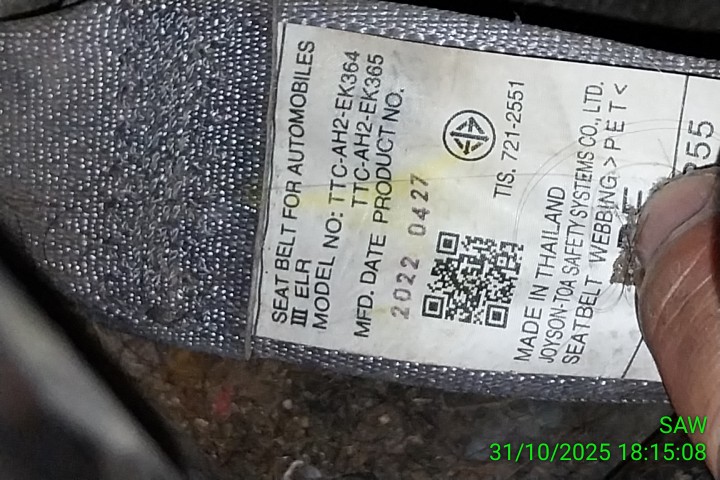 SEAT BELT FOR AUTOMOBILES
III ELR
MODEL NO: TTC-AH2-EK364
TTC-AH2-EK365
MFD. DATE PRODUCT NO.
2022 0427
TIS. 721-2551
MADE IN THAILAND
JOYSON-TOA SAFETY SYSTEMS CO., LTD.
SEATBELT WEBBING >PET<
55
SAW
31/10/2025 18:15:08